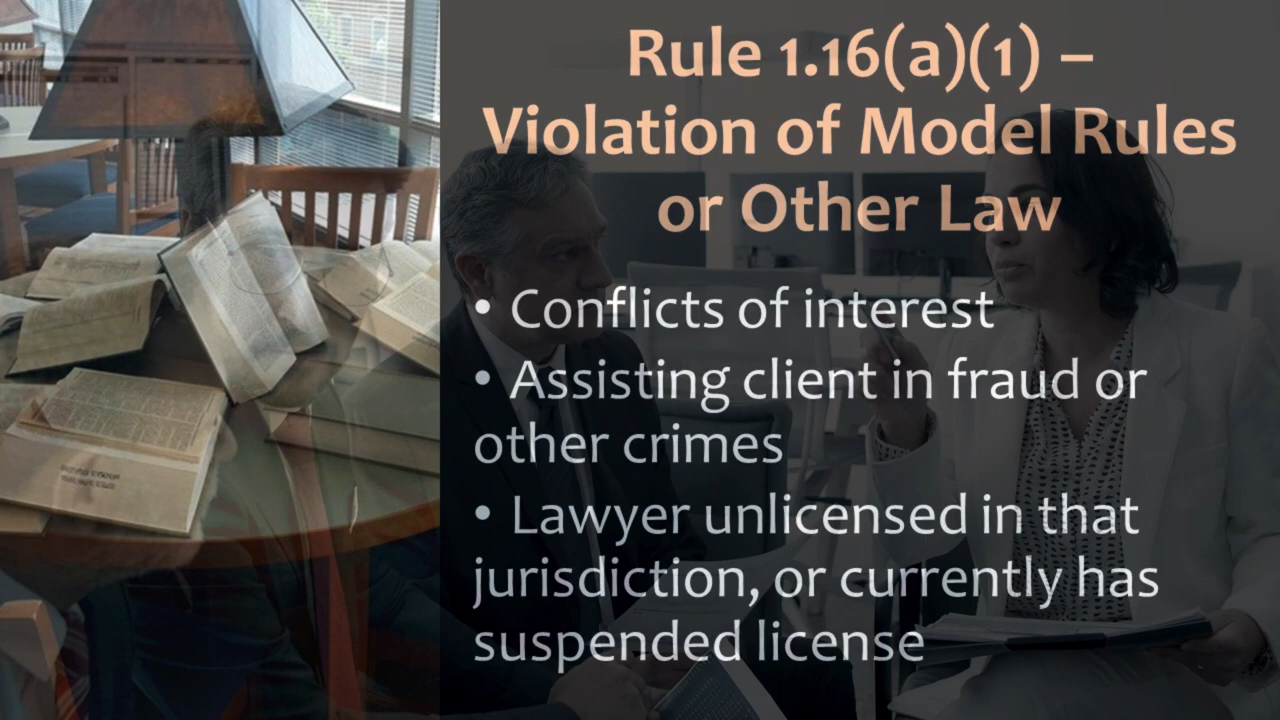 Rule 1.16(a)(1) –
Violation of Model Rules
or Other Law
• Conflicts of interest
• Assisting client in fraud or
other crimes
• Lawyer unlicensed in that
jurisdiction, or currently has
suspended license